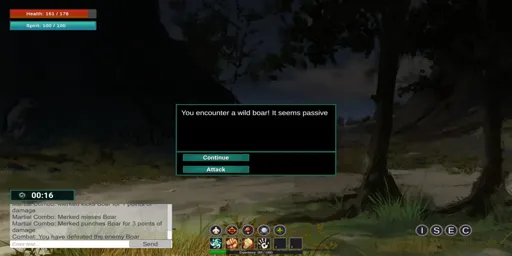 Health: 161 / 178
Spirit: 100 / 100
You encounter a wild boar! It seems passive
Continue
Attack
00:16
damage
Martial Combo: Merked misses Boar
Martial Combo: Merked punches Boar for 3 points of
damage
Combat: You have defeated the enemy Boar
Send
I S E C